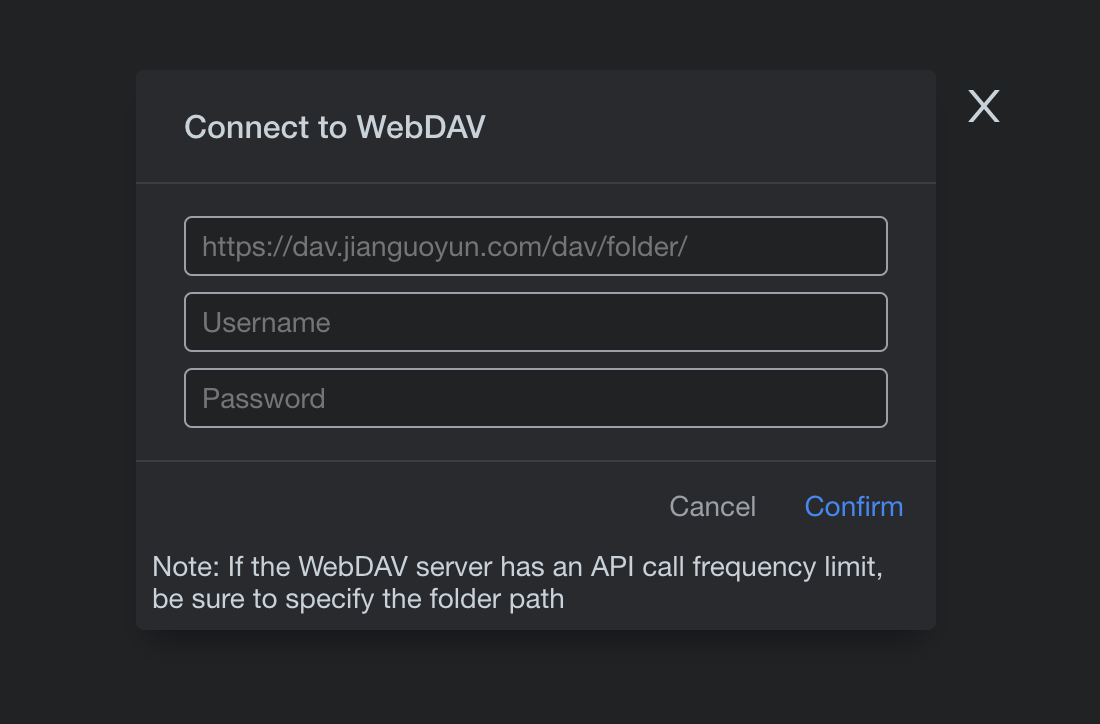 Connect to WebDAV
X
https://dav.jianguoyun.com/dav/folder/
Username
Password
Cancel Confirm
Note: If the WebDAV server has an API call frequency limit,
be sure to specify the folder path